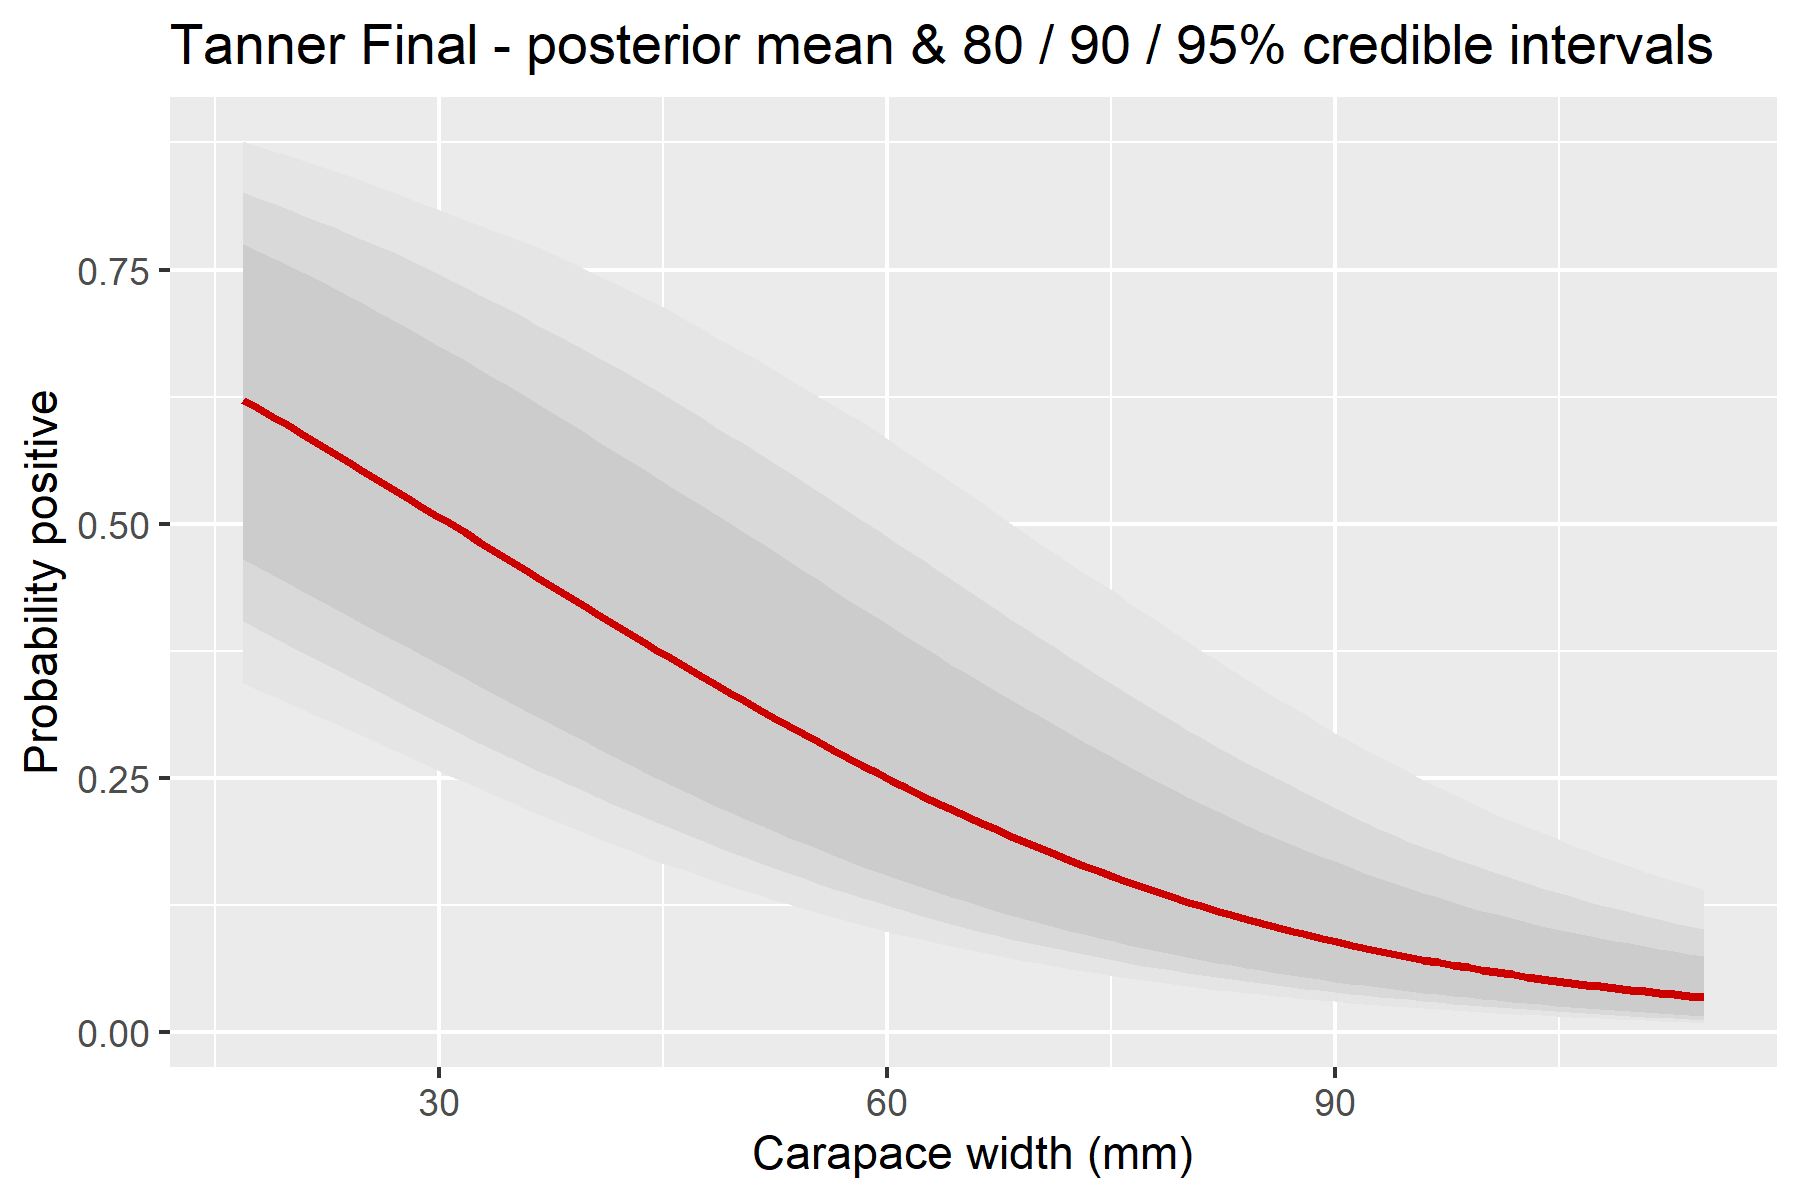 Tanner Final - posterior mean & 80 / 90 / 95% credible intervals
Probability positive
0.75
0.50
0.25
0.00
30 60 90
Carapace width (mm)